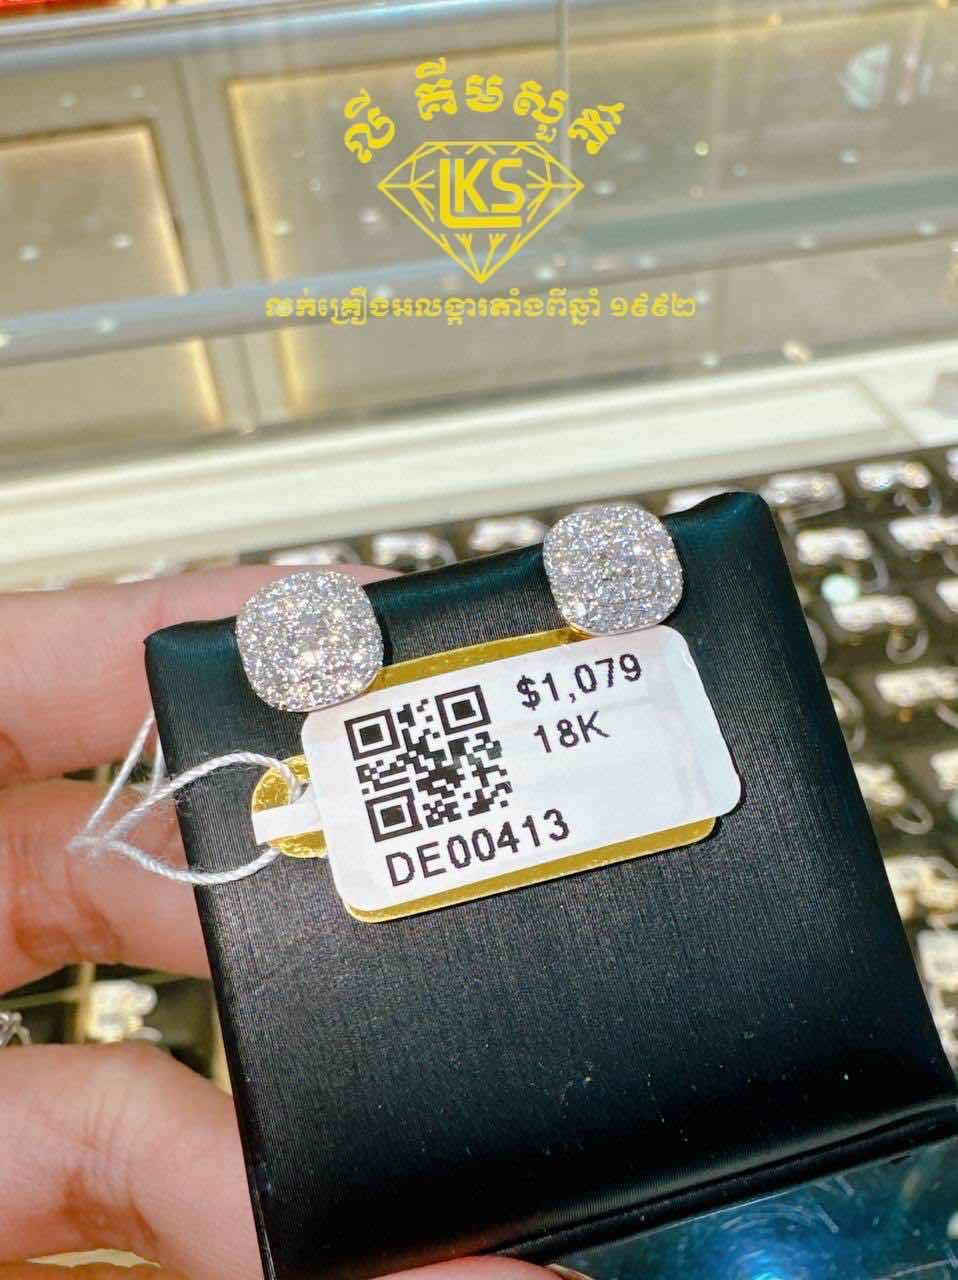 លី គីមសួរ
LKS
លក់គ្រឿងអលង្ការតាំងពីឆ្នាំ ១៩៩២
$1,079
18K
DE00413